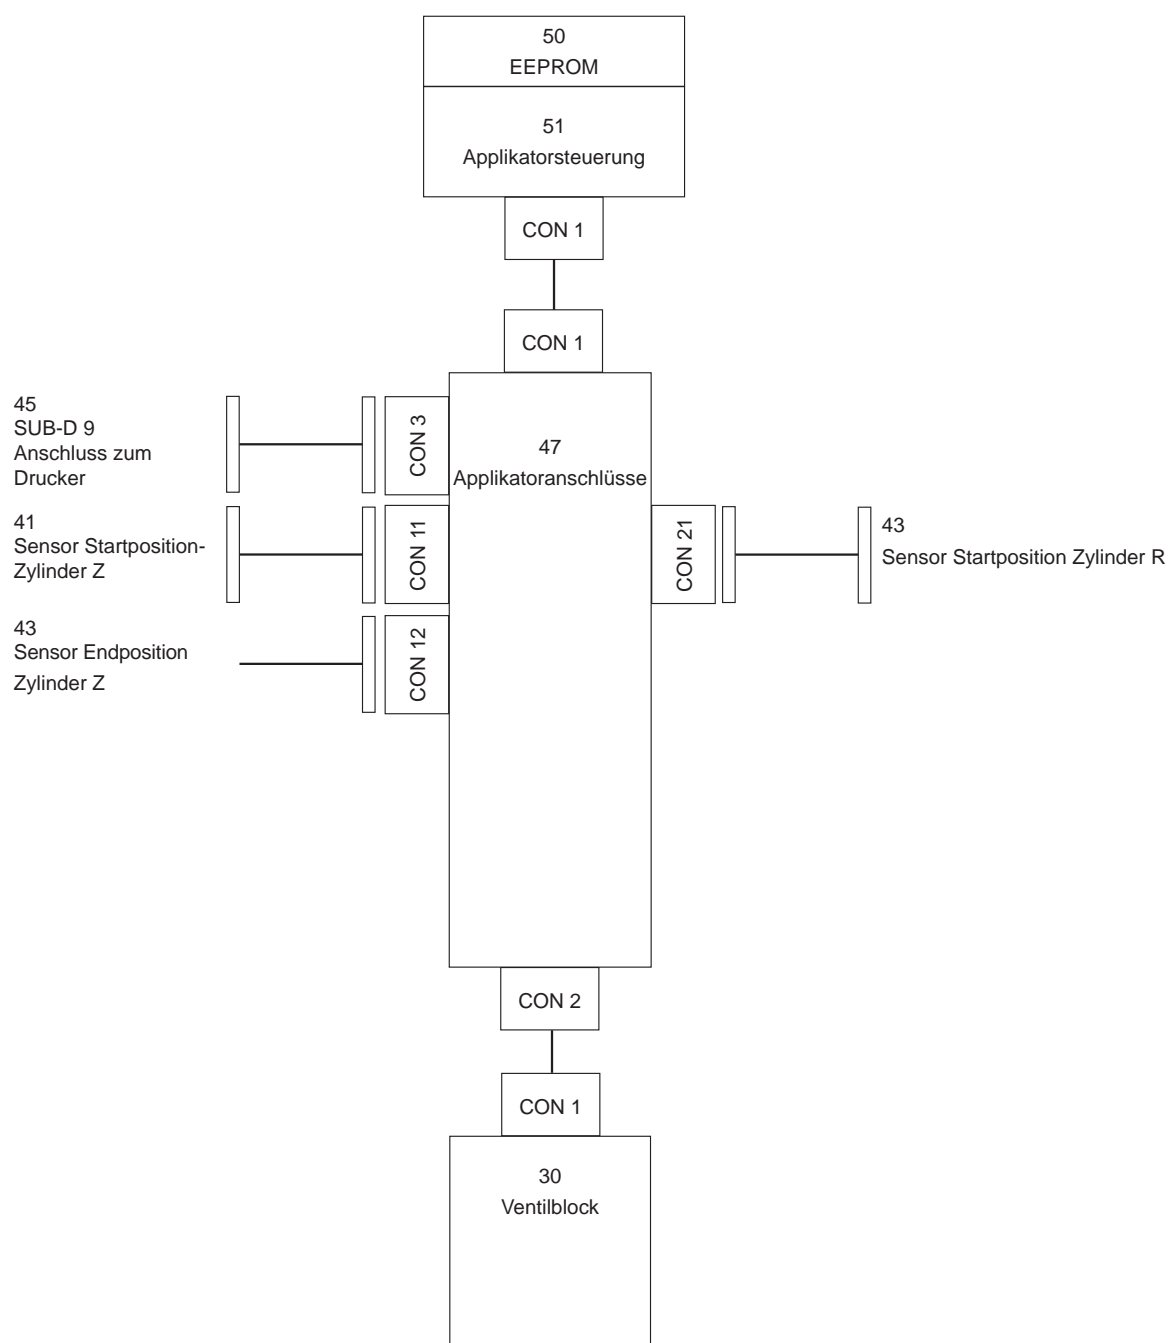 50
EEPROM
51
Applikatorsteuerung
CON 1
CON 1
45
SUB-D 9
Anschluss zum
Drucker
CON 3
47
Applikatoranschlüsse
41
Sensor Startposition-
Zylinder Z
CON 11
CON 21
43
Sensor Startposition Zylinder R
43
Sensor Endposition
Zylinder Z
CON 12
CON 2
CON 1
30
Ventilblock